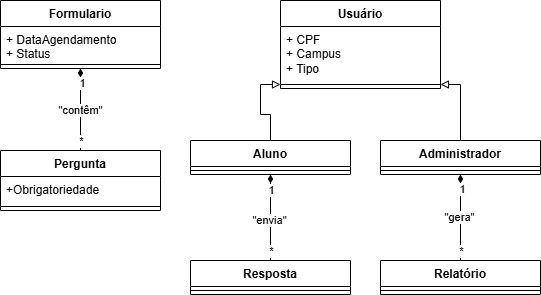 Formulario
+ DataAgendamento
+ Status
1
"contêm"
*
Pergunta
+Obrigatoriedade
Usuário
+ CPF
+ Campus
+ Tipo
Aluno
1
"envia"
*
Resposta
Administrador
1
"gera"
*
Relatório